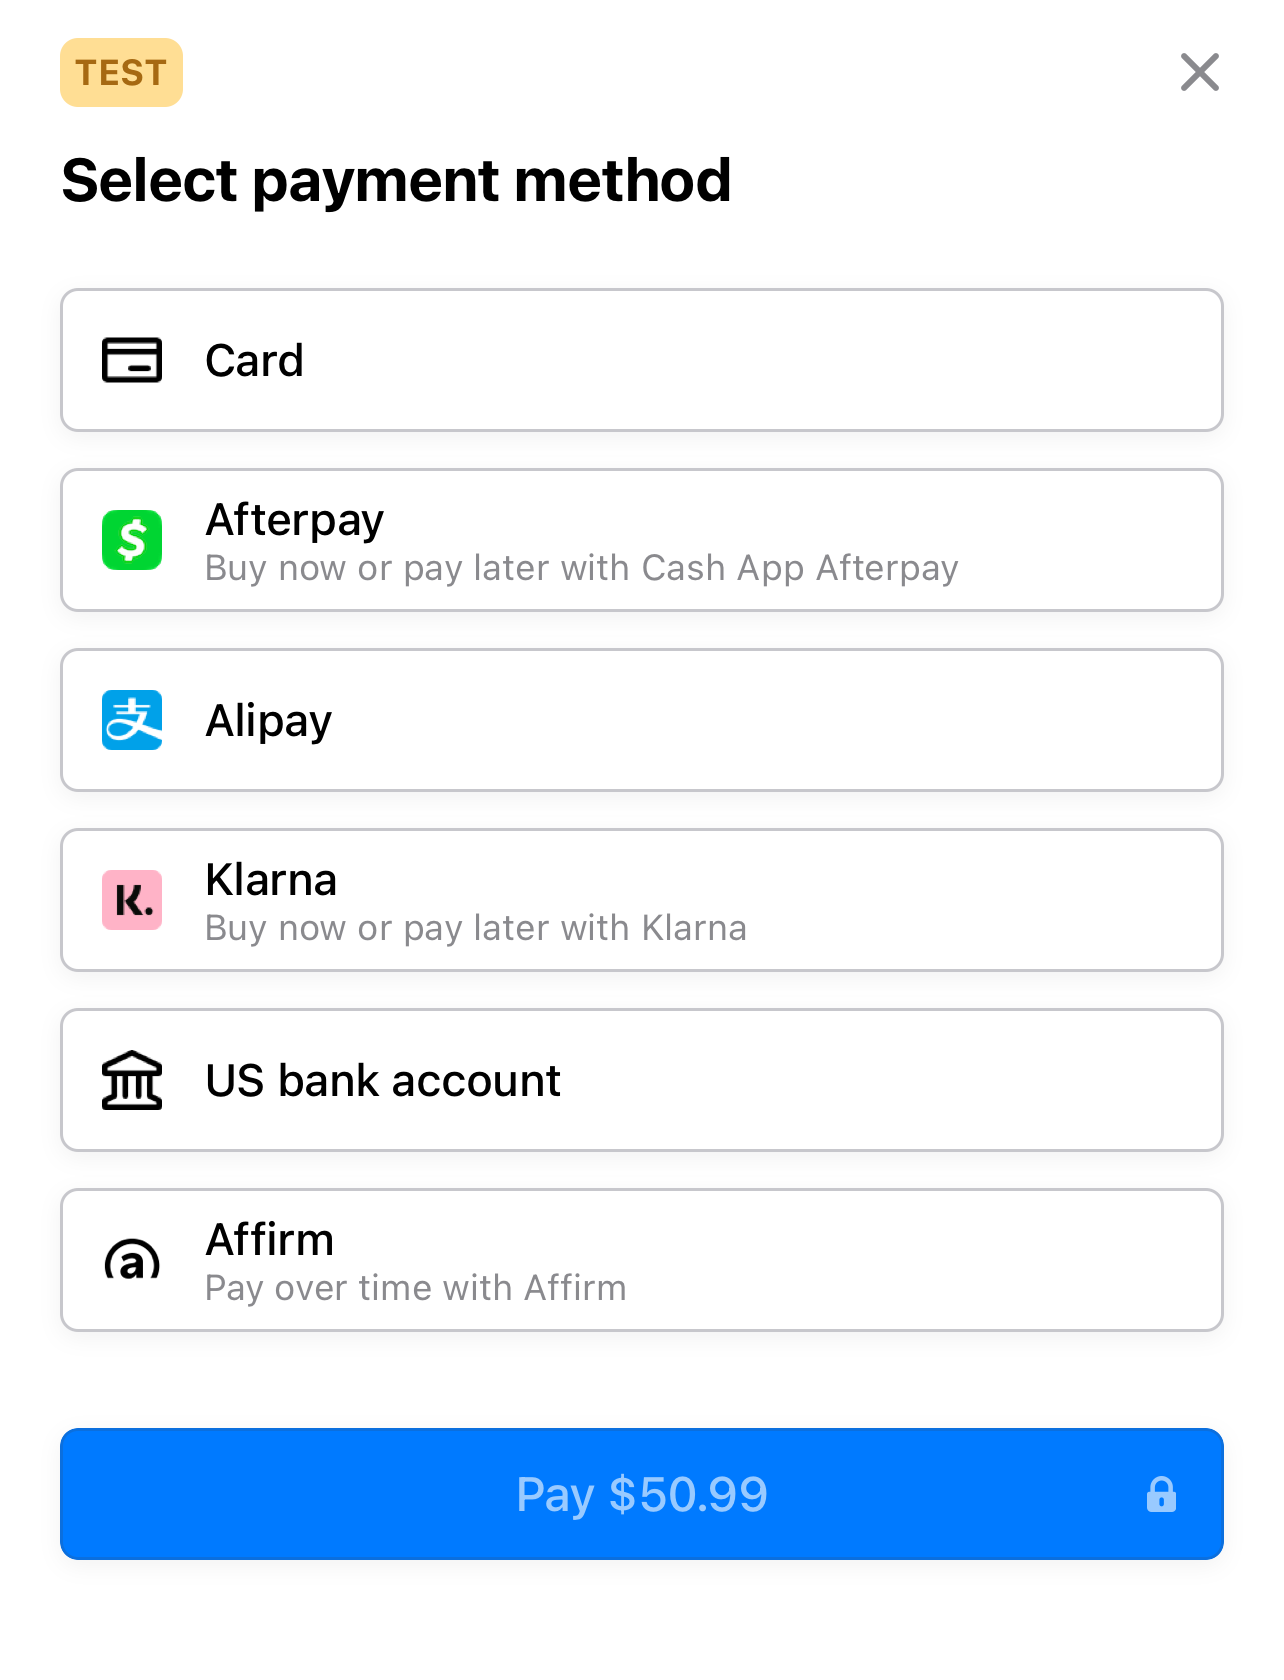 TEST
Select payment method
Card
Afterpay
Buy now or pay later with Cash App Afterpay
支
Alipay
K.
Klarna
Buy now or pay later with Klarna
US bank account
a
Affirm
Pay over time with Affirm
Pay $50.99